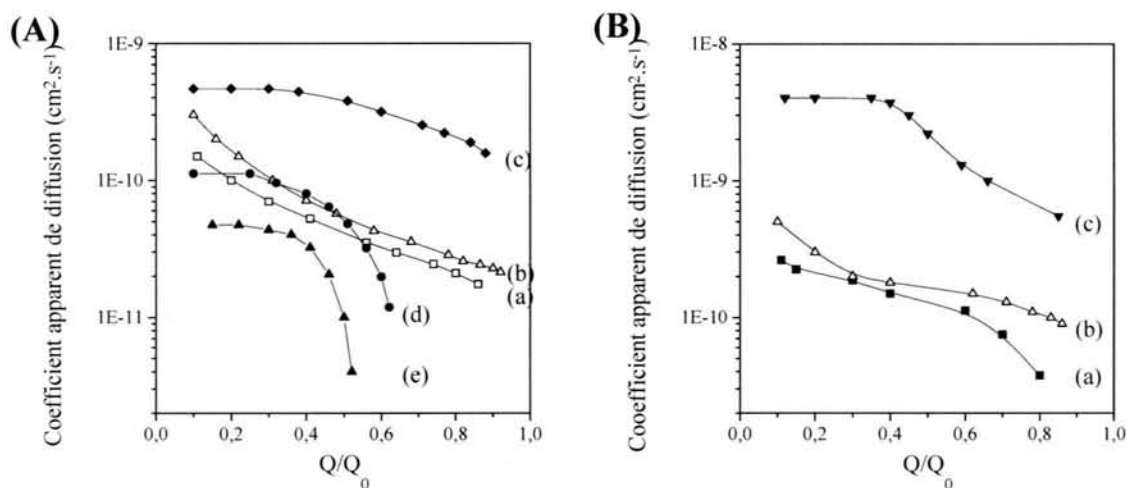 (A)
Coefficient apparent de diffusion (cm².s⁻¹)
1E-9
1E-10
1E-11
(c)
(b)
(a)
(d)
(e)
0,0 0,2 0,4 0,6 0,8 1,0
Q/Q₀
(B)
Cooefficient apparent de diffusion (cm².s⁻¹)
1E-8
1E-9
1E-10
(c)
(b)
(a)
0,0 0,2 0,4 0,6 0,8 1,0
Q/Q₀